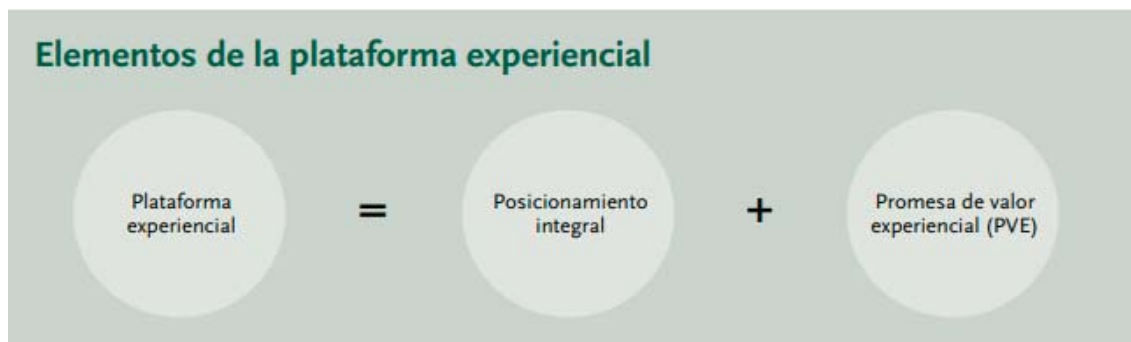 Elementos de la plataforma experiencial
Plataforma
experiencial
=
Posicionamiento
integral
+
Promesa de valor
experiencial (PVE)